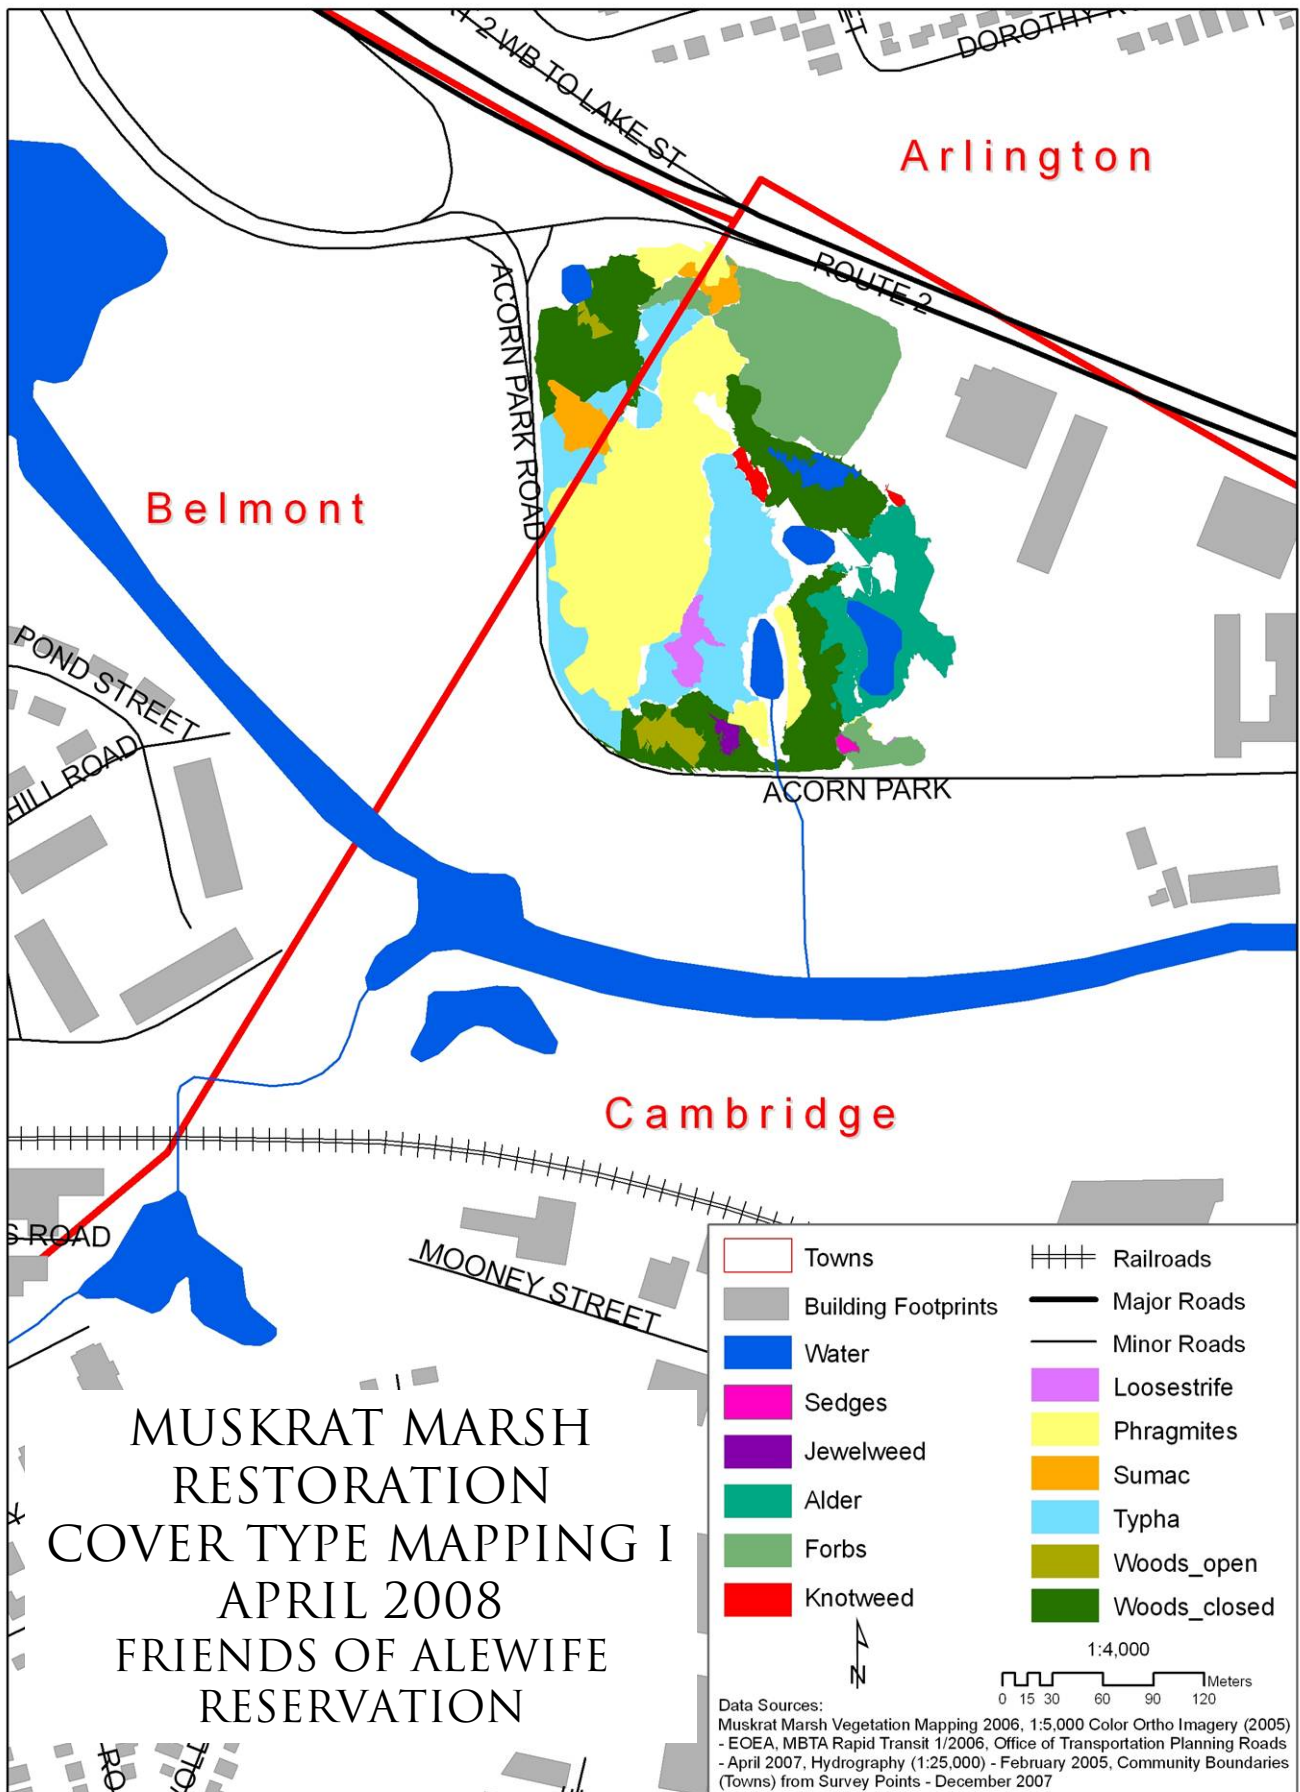 2 WB TO LAKE ST
DOROTHY
Arlington
ROUTE 2
ACORN PARK ROAD
Belmont
POND STREET
HILL ROAD
ACORN PARK
Cambridge
S ROAD
MOONEY STREET
MUSKRAT MARSH
RESTORATION
COVER TYPE MAPPING I
APRIL 2008
FRIENDS OF ALEWIFE
RESERVATION
Towns
Building Footprints
Water
Sedges
Jewelweed
Alder
Forbs
Knotweed
Railroads
Major Roads
Minor Roads
Loosestrife
Phragmites
Sumac
Typha
Woods_open
Woods_closed
N
1:4,000
Meters
0 15 30 60 90 120
Data Sources:
Muskrat Marsh Vegetation Mapping 2006, 1:5,000 Color Ortho Imagery (2005)
- EOEA, MBTA Rapid Transit 1/2006, Office of Transportation Planning Roads
- April 2007, Hydrography (1:25,000) - February 2005, Community Boundaries
(Towns) from Survey Points - December 2007